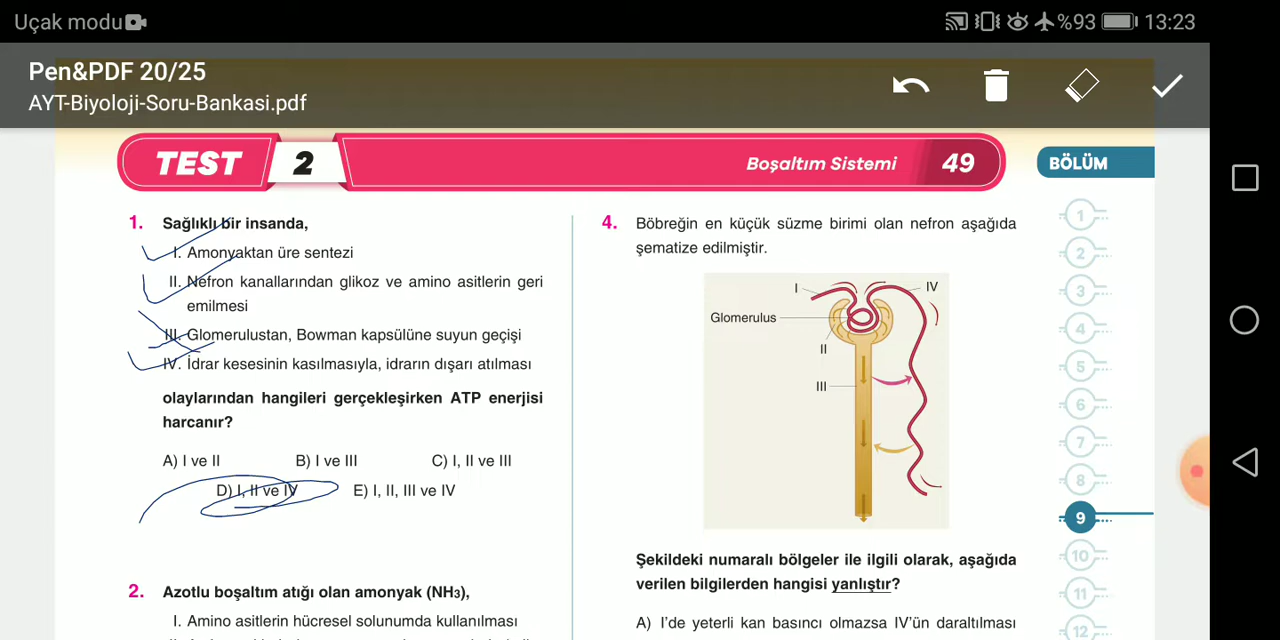 Uçak modu
%93
13:23
Pen&PDF 20/25
AYT-Biyoloji-Soru-Bankasi.pdf
TEST 2
Boşaltım Sistemi 49
BÖLÜM
1. Sağlıklı bir insanda,
I. Amonyaktan üre sentezi
II. Nefron kanallarından glikoz ve amino asitlerin geri
emilmesi
III. Glomerulustan, Bowman kapsülüne suyun geçişi
IV. İdrar kesesinin kasılmasıyla, idrarın dışarı atılması
olaylarından hangileri gerçekleşirken ATP enerjisi
harcanır?
A) I ve II B) I ve III C) I, II ve III
D) I, II ve IV E) I, II, III ve IV
2. Azotlu boşaltım atığı olan amonyak (NH3),
I. Amino asitlerin hücresel solunumda kullanılması
4. Böbreğin en küçük süzme birimi olan nefron aşağıda
şematize edilmiştir.
I
IV
Glomerulus
II
III
Şekildeki numaralı bölgeler ile ilgili olarak, aşağıda
verilen bilgilerden hangisi yanlıştır?
A) I'de yeterli kan basıncı olmazsa IV'ün daraltılması
1
2
3
4
5
6
7
8
9
10
11
12